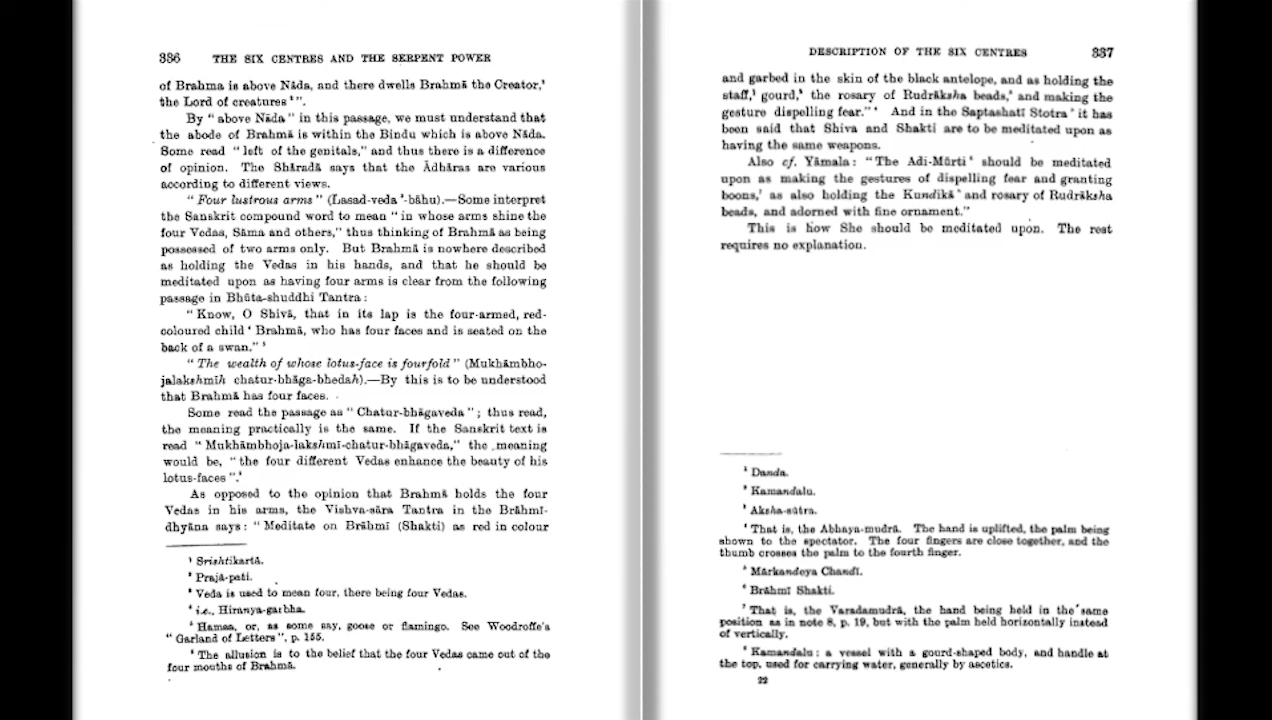 336 THE SIX CENTRES AND THE SERPENT POWER
of Brahma is above Nāda, and there dwells Brahmā the Creator,¹
the Lord of creatures ²”.
By “ above Nāda ” in this passage, we must understand that
the abode of Brahmā is within the Bindu which is above Nāda.
Some read “ left of the genitals,” and thus there is a difference
of opinion. The Shāradā says that the Ādhāras are various
according to different views.
“ Four lustrous arms ” (Lasad-veda ³-bāhu).—Some interpret
the Sanskrit compound word to mean “ in whose arms shine the
four Vedas, Sāma and others,” thus thinking of Brahmā as being
possessed of two arms only. But Brahmā is nowhere described
as holding the Vedas in his hands, and that he should be
meditated upon as having four arms is clear from the following
passage in Bhūta-shuddhi Tantra :
“ Know, O Shivā, that in its lap is the four-armed, red-
coloured child ⁴ Brahmā, who has four faces and is seated on the
back of a swan.” ⁵
“ The wealth of whose lotus-face is fourfold ” (Mukhāmbho-
jalakshmīh chatur-bhāga-bhedah).—By this is to be understood
that Brahmā has four faces.
Some read the passage as “ Chatur-bhāgaveda ” ; thus read,
the meaning practically is the same. If the Sanskrit text is
read “ Mukhāmbhoja-lakshmī-chatur-bhāgaveda,” the meaning
would be, “ the four different Vedas enhance the beauty of his
lotus-faces ”.⁶
As opposed to the opinion that Brahmā holds the four
Vedas in his arms, the Vishva-sāra Tantra in the Brāhmī-
dhyāna says : “ Meditate on Brāhmī (Shakti) as red in colour
¹ Srishtikartā.
² Prajā-pati.
³ Veda is used to mean four, there being four Vedas.
⁴ i.e., Hiranya-garbha.
⁵ Hamsa, or, as some say, goose or flamingo. See Woodroffe’s
“ Garland of Letters ”, p. 155.
⁶ The allusion is to the belief that the four Vedas came out of the
four mouths of Brahmā.
DESCRIPTION OF THE SIX CENTRES 337
and garbed in the skin of the black antelope, and as holding the
staff,¹ gourd,² the rosary of Rudrāksha beads,³ and making the
gesture dispelling fear.” ⁴ And in the Saptashatī Stotra ⁵ it has
been said that Shiva and Shakti are to be meditated upon as
having the same weapons.
Also cf. Yāmala : “ The Adi-Mūrti ⁶ should be meditated
upon as making the gestures of dispelling fear and granting
boons,⁷ as also holding the Kundikā ⁸ and rosary of Rudrāksha
beads, and adorned with fine ornament.”
This is how She should be meditated upon. The rest
requires no explanation.
¹ Danda.
² Kamandalu.
³ Aksha-sūtra.
⁴ That is, the Abhaya-mudrā. The hand is uplifted, the palm being
shown to the spectator. The four fingers are close together, and the
thumb crosses the palm to the fourth finger.
⁵ Mārkandeya Chandī.
⁶ Brāhmī Shakti.
⁷ That is, the Varadamudrā, the hand being held in the same
position as in note 8, p. 19, but with the palm held horizontally instead
of vertically.
⁸ Kamandalu : a vessel with a gourd-shaped body, and handle at
the top, used for carrying water, generally by ascetics.
22